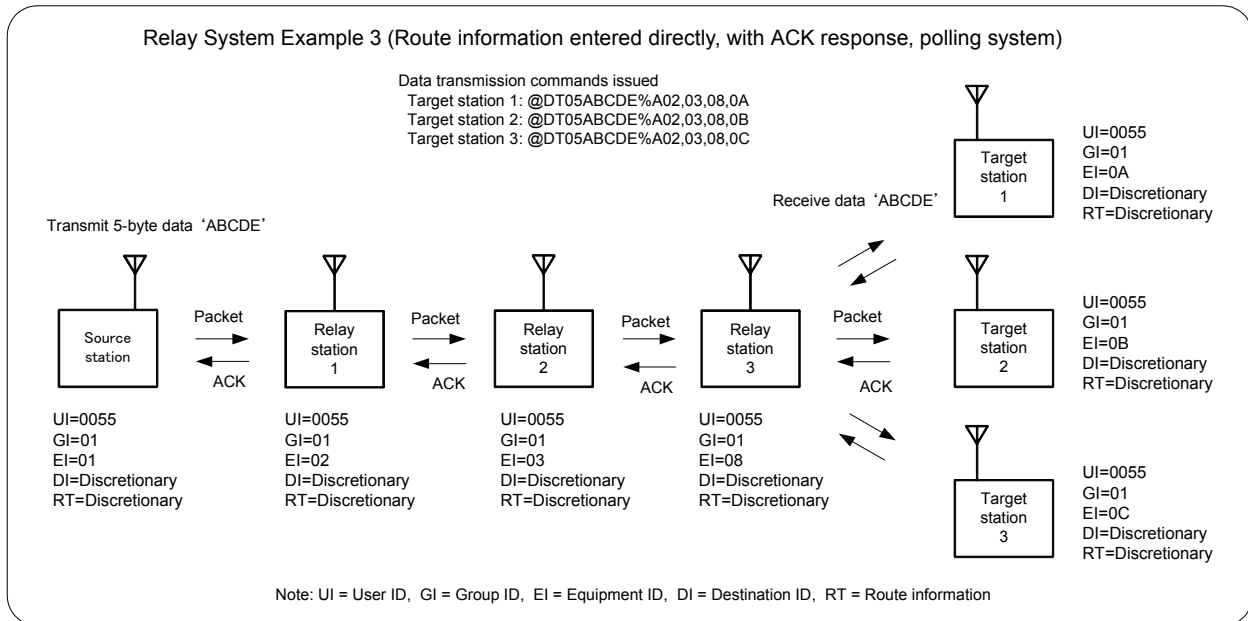 Relay System Example 3 (Route information entered directly, with ACK response, polling system)
Data transmission commands issued
Target station 1: @DT05ABCDE%A02,03,08,0A
Target station 2: @DT05ABCDE%A02,03,08,0B
Target station 3: @DT05ABCDE%A02,03,08,0C
Transmit 5-byte data ‘ABCDE’
Receive data ‘ABCDE’
Source
station
Packet
ACK
Relay
station
1
Packet
ACK
Relay
station
2
Packet
ACK
Relay
station
3
Packet
ACK
Target
station
1
Target
station
2
Target
station
3
UI=0055
GI=01
EI=01
DI=Discretionary
RT=Discretionary
UI=0055
GI=01
EI=02
DI=Discretionary
RT=Discretionary
UI=0055
GI=01
EI=03
DI=Discretionary
RT=Discretionary
UI=0055
GI=01
EI=08
DI=Discretionary
RT=Discretionary
UI=0055
GI=01
EI=0A
DI=Discretionary
RT=Discretionary
UI=0055
GI=01
EI=0B
DI=Discretionary
RT=Discretionary
UI=0055
GI=01
EI=0C
DI=Discretionary
RT=Discretionary
Note: UI = User ID, GI = Group ID, EI = Equipment ID, DI = Destination ID, RT = Route information